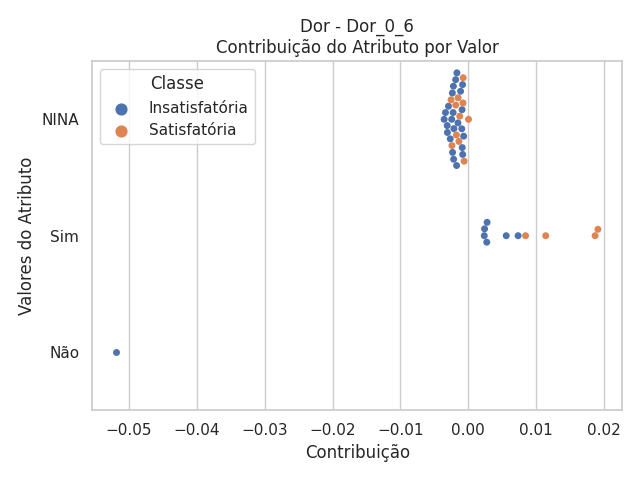 Dor - Dor_0_6
Contribuição do Atributo por Valor
Classe
Insatisfatória
Satisfatória
Valores do Atributo
NINA
Sim
Não
−0.05 −0.04 −0.03 −0.02 −0.01 0.00 0.01 0.02
Contribuição